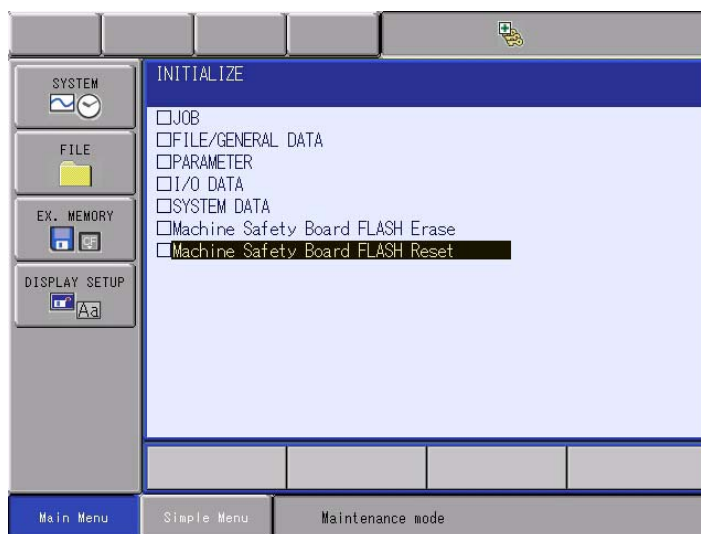 INITIALIZE
SYSTEM
FILE
EX. MEMORY
CF
DISPLAY SETUP
Aa
□JOB
□FILE/GENERAL DATA
□PARAMETER
□I/O DATA
□SYSTEM DATA
□Machine Safety Board FLASH Erase
□Machine Safety Board FLASH Reset
Main Menu
Simple Menu
Maintenance mode